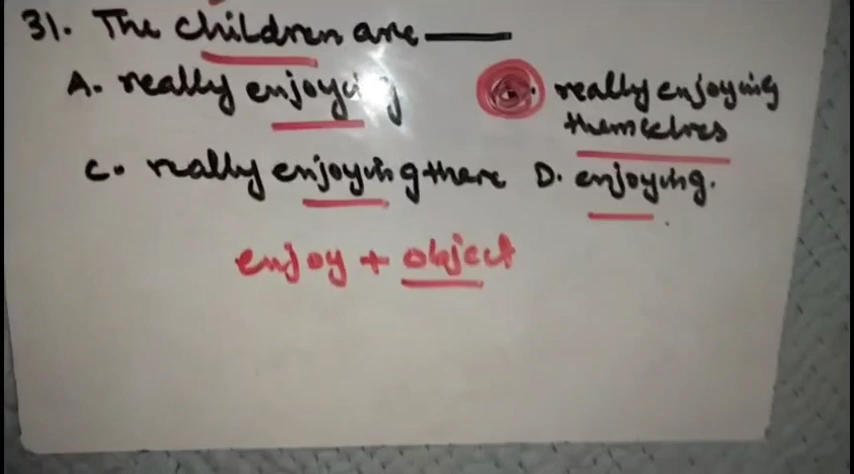 31. The children are ———
A. really enjoying B. really enjoying
themselves
C. really enjoying there D. enjoying.
enjoy + object